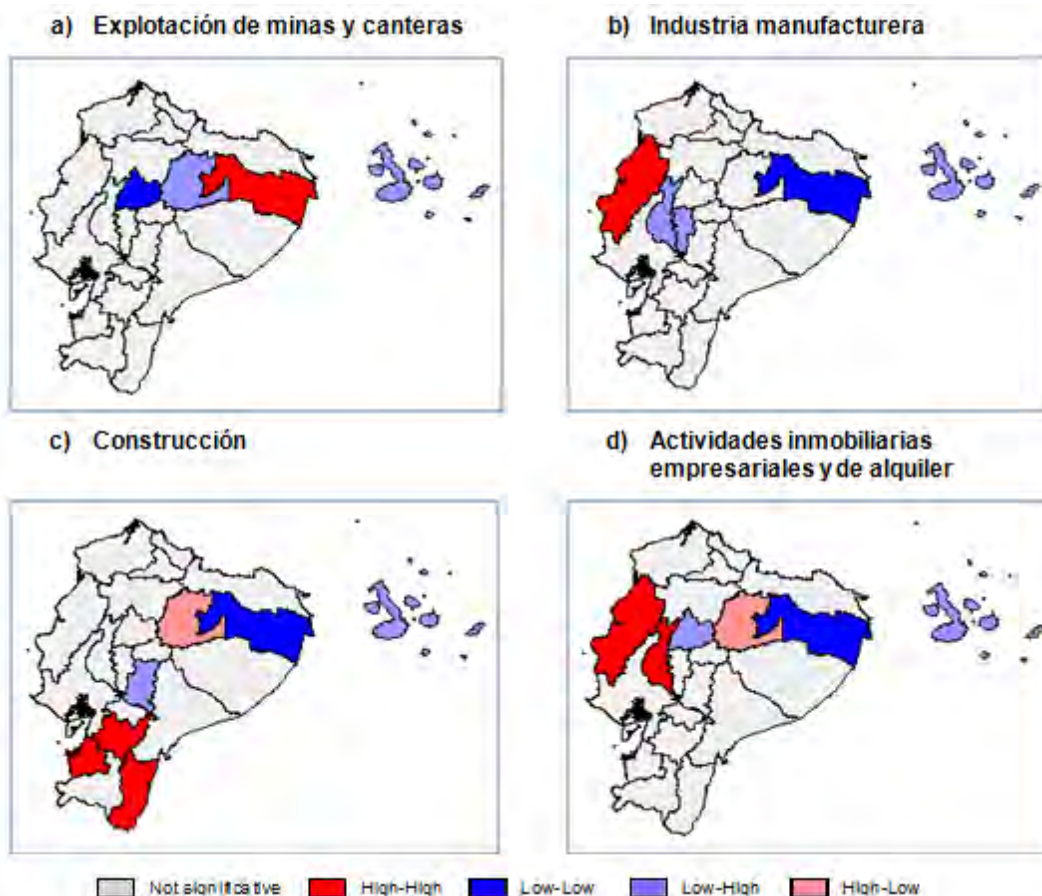 a) Explotación de minas y canteras
b) Industria manufacturera
c) Construcción
d) Actividades inmobiliarias
empresariales y de alquiler
Not significative High-High Low-Low Low-High High-Low